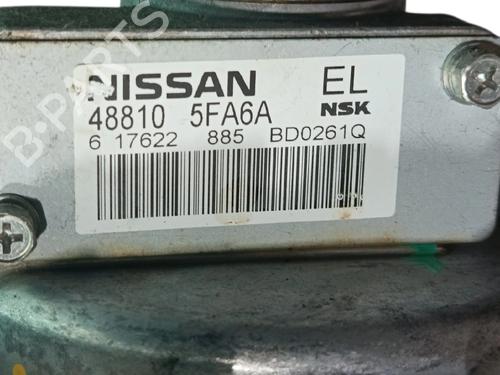 NISSAN EL
48810 5FA6A NSK
6 17622 885 BD0261Q
B-PARTS